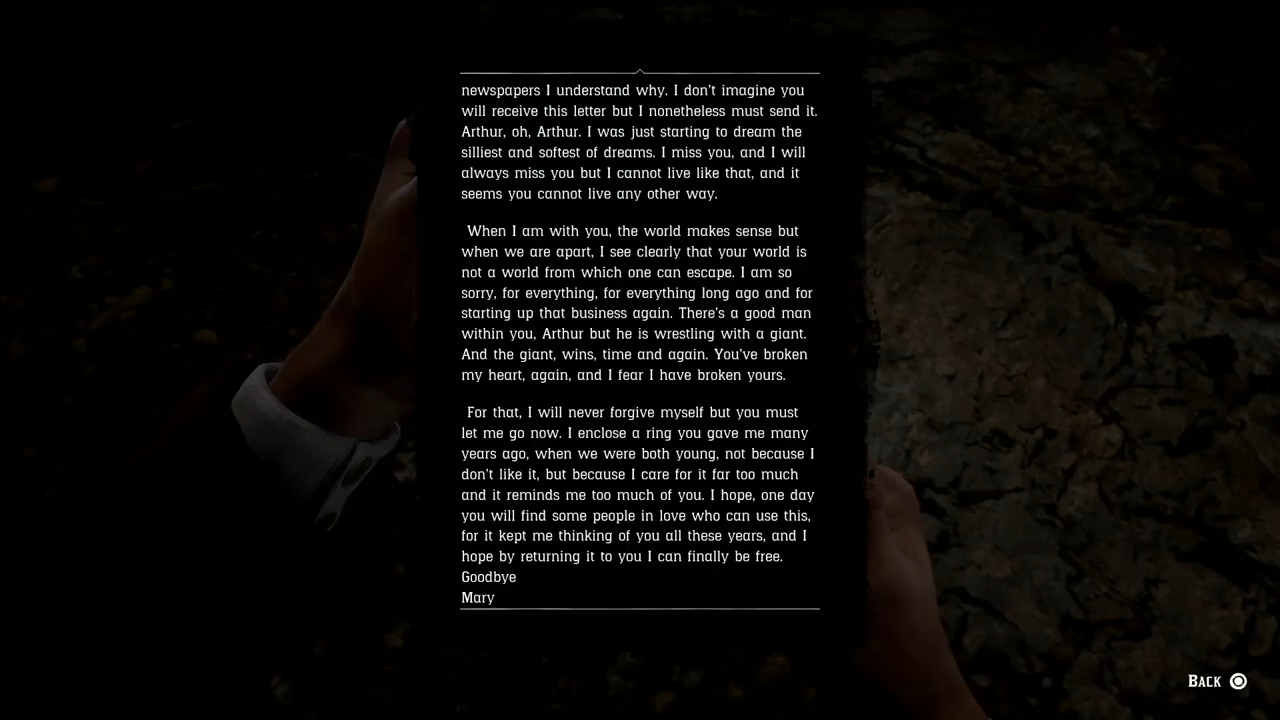 newspapers I understand why. I don't imagine you
will receive this letter but I nonetheless must send it.
Arthur, oh, Arthur. I was just starting to dream the
silliest and softest of dreams. I miss you, and I will
always miss you but I cannot live like that, and it
seems you cannot live any other way.
When I am with you, the world makes sense but
when we are apart, I see clearly that your world is
not a world from which one can escape. I am so
sorry, for everything, for everything long ago and for
starting up that business again. There's a good man
within you, Arthur but he is wrestling with a giant.
And the giant, wins, time and again. You've broken
my heart, again, and I fear I have broken yours.
For that, I will never forgive myself but you must
let me go now. I enclose a ring you gave me many
years ago, when we were both young, not because I
don't like it, but because I care for it far too much
and it reminds me too much of you. I hope, one day
you will find some people in love who can use this,
for it kept me thinking of you all these years, and I
hope by returning it to you I can finally be free.
Goodbye
Mary
Back